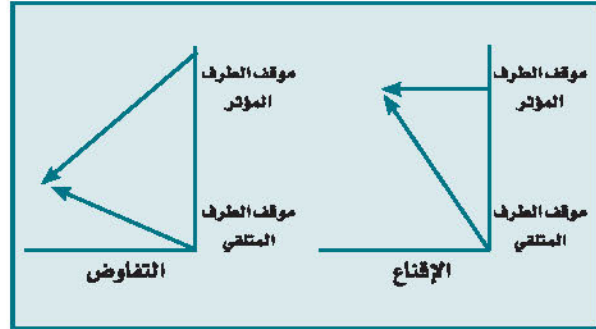 موقف الطرف
المؤثر
موقف الطرف
المتلقي
الإقناع
موقف الطرف
المؤثر
موقف الطرف
المتلقي
التفاوض